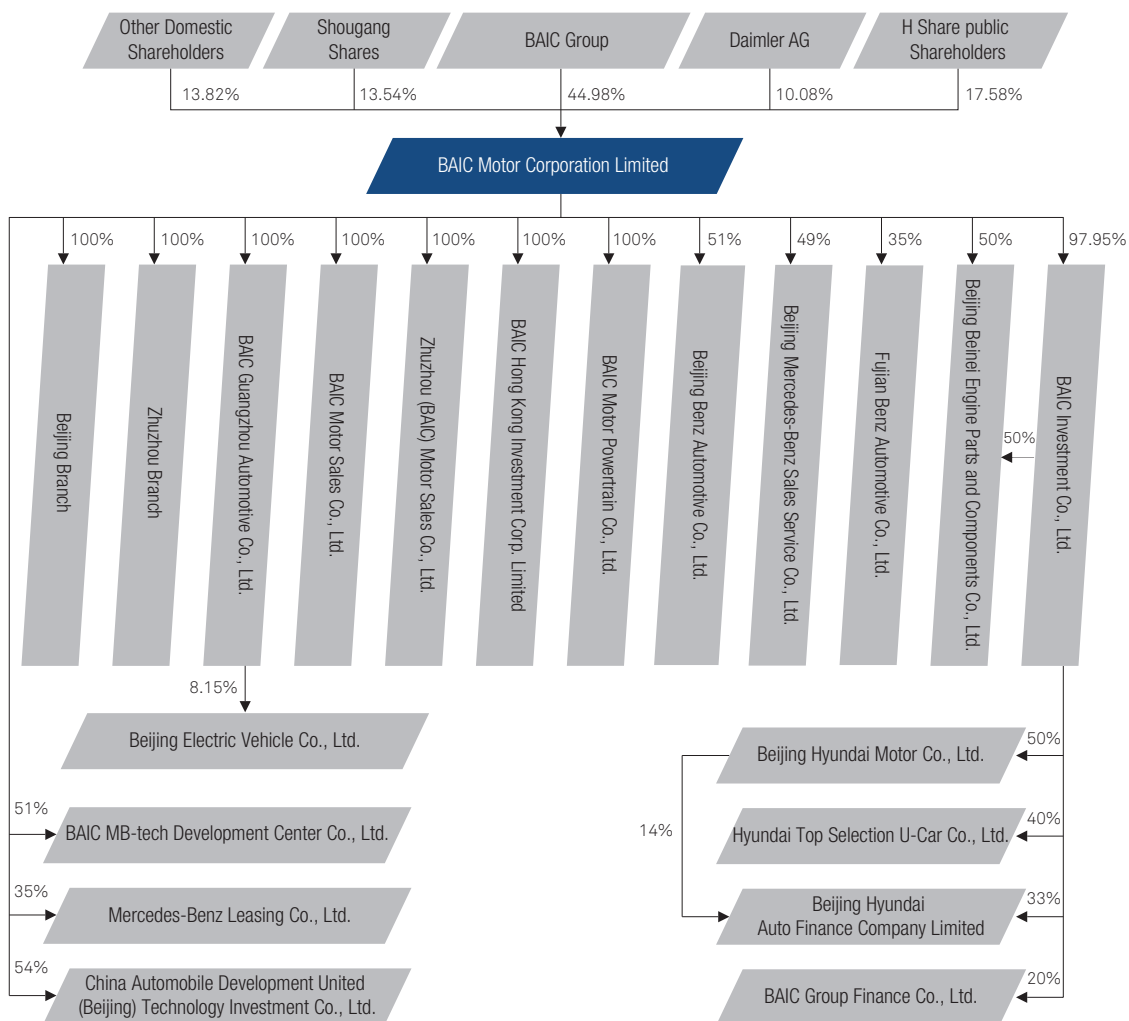 Other Domestic
Shareholders
Shougang
Shares
BAIC Group
Daimler AG
H Share public
Shareholders
13.82%
13.54%
44.98%
10.08%
17.58%
BAIC Motor Corporation Limited
100%
100%
100%
100%
100%
100%
100%
51%
49%
35%
50%
97.95%
Beijing Branch
Zhuzhou Branch
BAIC Guangzhou Automotive Co., Ltd.
BAIC Motor Sales Co., Ltd.
Zhuzhou (BAIC) Motor Sales Co., Ltd.
BAIC Hong Kong Investment Corp. Limited
BAIC Motor Powertrain Co., Ltd.
Beijing Benz Automotive Co., Ltd.
Beijing Mercedes-Benz Sales Service Co., Ltd.
Fujian Benz Automotive Co., Ltd.
Beijing Beinei Engine Parts and Components Co., Ltd.
50%
BAIC Investment Co., Ltd.
8.15%
Beijing Electric Vehicle Co., Ltd.
51%
BAIC MB-tech Development Center Co., Ltd.
35%
Mercedes-Benz Leasing Co., Ltd.
54%
China Automobile Development United
(Beijing) Technology Investment Co., Ltd.
50%
Beijing Hyundai Motor Co., Ltd.
14%
40%
Hyundai Top Selection U-Car Co., Ltd.
33%
Beijing Hyundai
Auto Finance Company Limited
20%
BAIC Group Finance Co., Ltd.